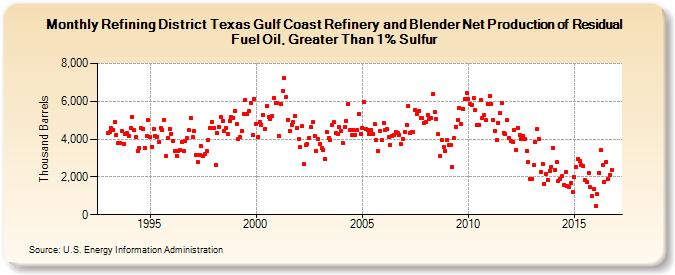 Monthly Refining District Texas Gulf Coast Refinery and Blender Net Production of Residual
Fuel Oil, Greater Than 1% Sulfur
Thousand Barrels
8,000
6,000
4,000
2,000
0
1995
2000
2005
2010
2015
Source: U.S. Energy Information Administration